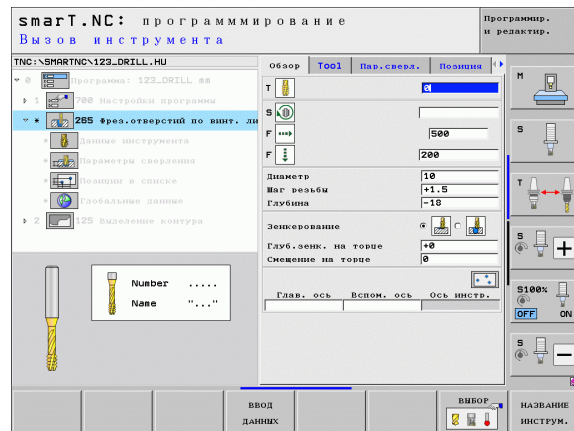 smarT.NC: программмирование
Программир. и редактир.
Вызов инструмента
TNC:\SMARTNC\123_DRILL.HU
0 Программа: 123_DRILL mm
1 700 Настройки программы
* 265 Фрез.отверстий по винт. ли
* Данные инструмента
* Параметры сверления
* Позиции в списке
* Глобальные данные
2 125 Выделение контура
Обзор Tool Пар.сверл. Позиция
T 0
S
F 500
F 200
Диаметр 10
Шаг резьбы +1.5
Глубина -18
Зенкерование
Глуб.зенк. на торце +0
Смещение на торце 0
Глав. ось Вспом. ось Ось инстр.
Number .....
Name "..."
M
S
T
S
S100%
OFF ON
S
ВВОД ДАННЫХ
ВЫБОР
НАЗВАНИЕ ИНСТРУМ.